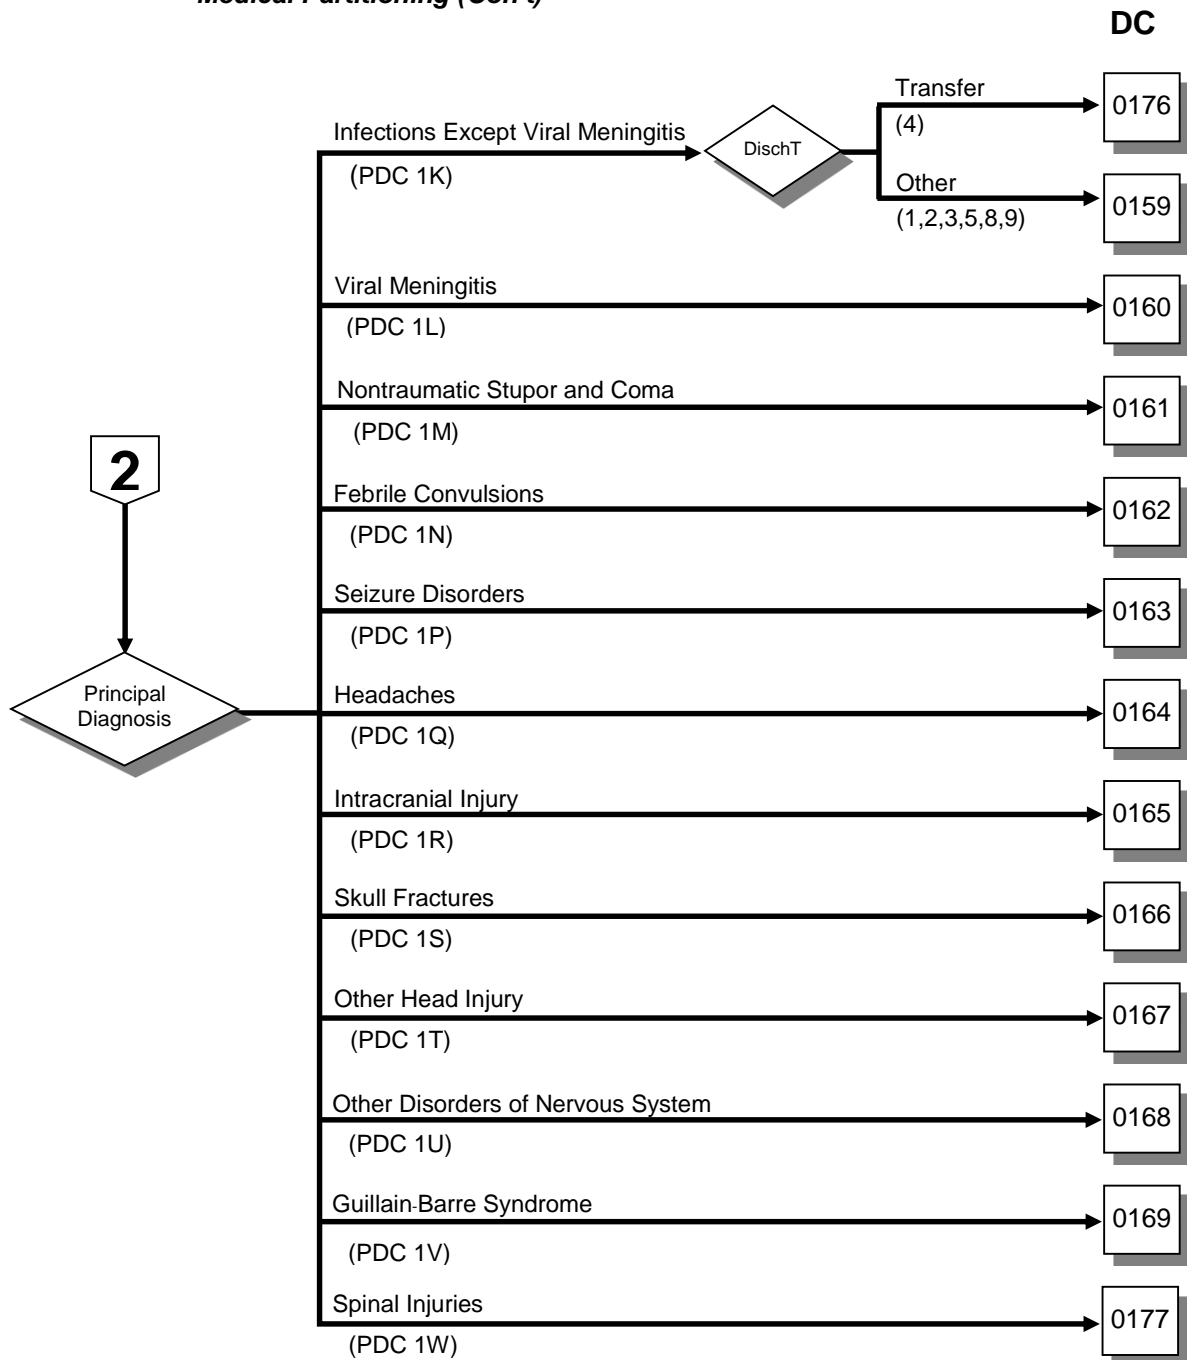 Medical Partitioning (Con't)
DC
Transfer
(4)
0176
Infections Except Viral Meningitis
(PDC 1K)
DischT
Other
(1,2,3,5,8,9)
0159
Viral Meningitis
(PDC 1L)
0160
Nontraumatic Stupor and Coma
(PDC 1M)
0161
2
Febrile Convulsions
(PDC 1N)
0162
Seizure Disorders
(PDC 1P)
0163
Principal
Diagnosis
Headaches
(PDC 1Q)
0164
Intracranial Injury
(PDC 1R)
0165
Skull Fractures
(PDC 1S)
0166
Other Head Injury
(PDC 1T)
0167
Other Disorders of Nervous System
(PDC 1U)
0168
Guillain-Barre Syndrome
(PDC 1V)
0169
Spinal Injuries
(PDC 1W)
0177